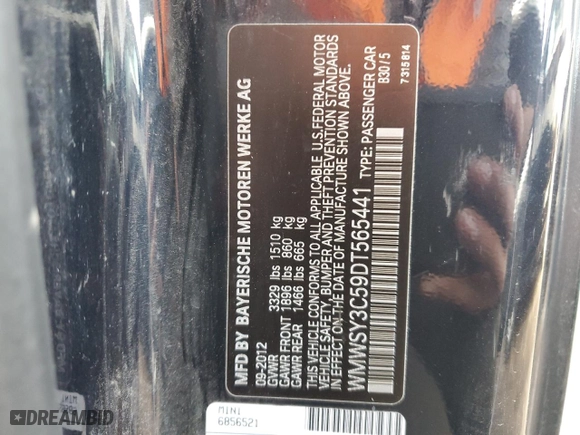 MFD BY BAYERISCHE MOTOREN WERKE AG
09-2012
GVWR 3329 lbs 1510 kg
GAWR FRONT 1896 lbs 860 kg
GAWR REAR 1466 lbs 665 kg
THIS VEHICLE CONFORMS TO ALL APPLICABLE U.S.FEDERAL MOTOR
VEHICLE SAFETY, BUMPER AND THEFT PREVENTION STANDARDS
IN EFFECT ON THE DATE OF MANUFACTURE SHOWN ABOVE.
WMWSY3C59DT565441 TYPE: PASSENGER CAR
B30/5
7315814
MINI
6856521
DREAMBID